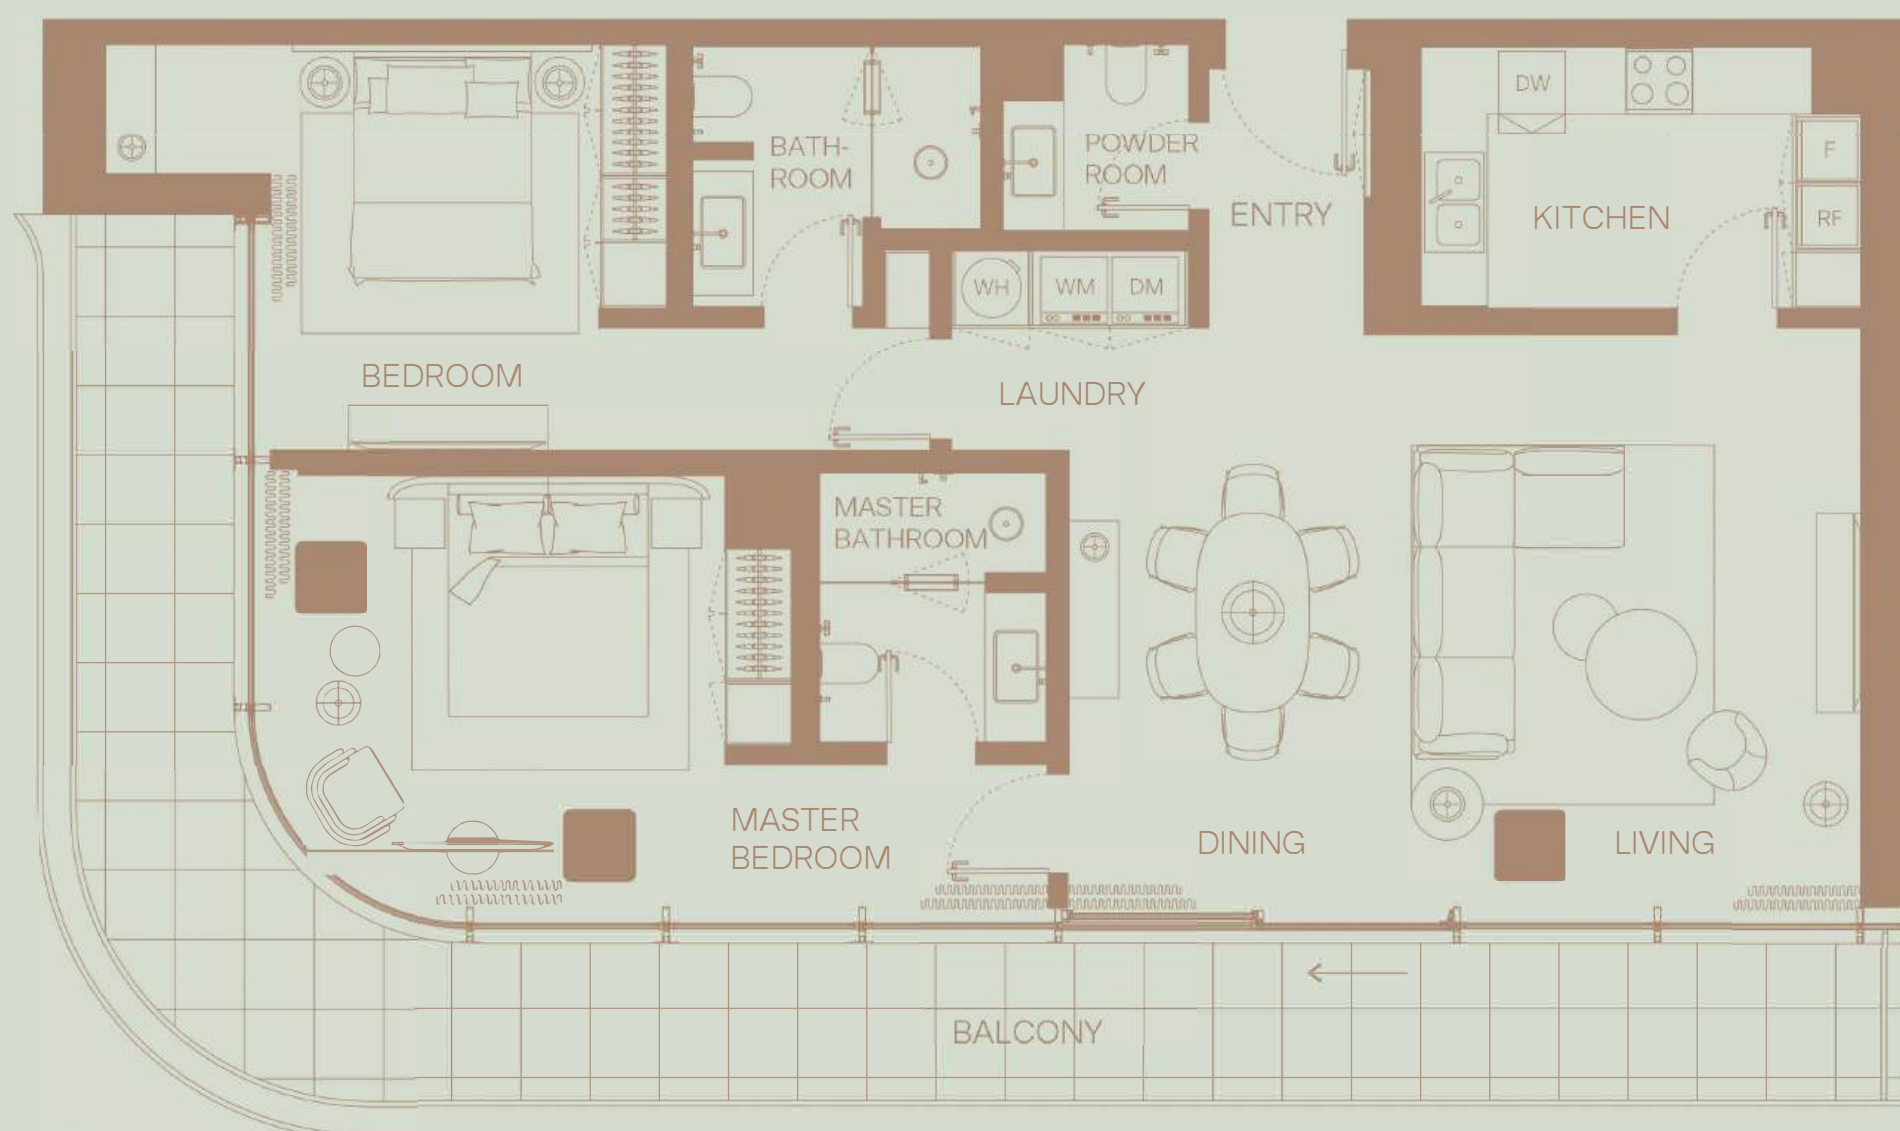 DW
BATH-
ROOM
POWDER
ROOM
F
ENTRY
KITCHEN
RF
WH
WM
DM
BEDROOM
LAUNDRY
MASTER
BATHROOM
MASTER
BEDROOM
DINING
LIVING
BALCONY